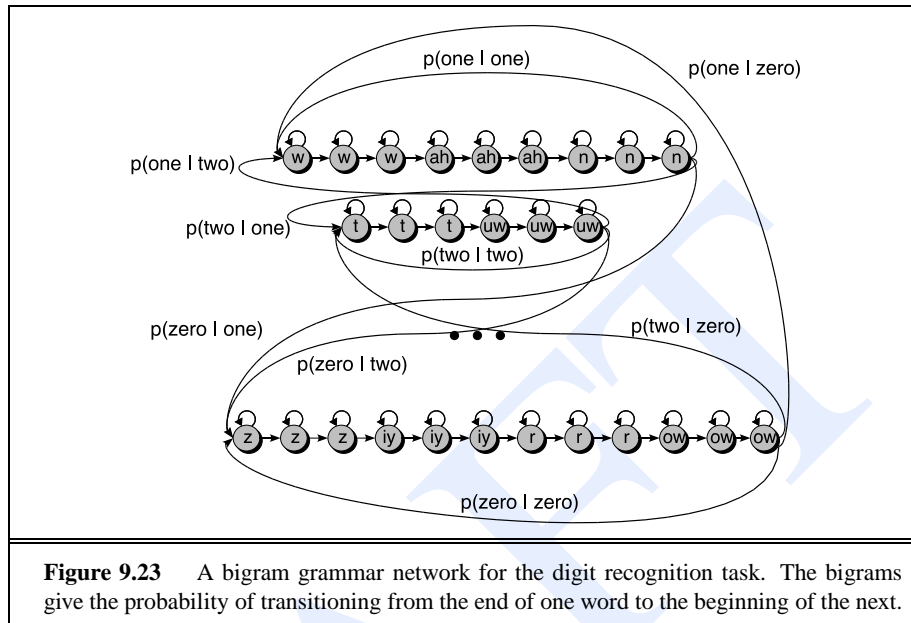 p(one | one)
p(one | zero)
w w w ah ah ah n n n
p(one | two)
t t t uw uw uw
p(two | one)
p(two | two)
p(zero | one)
p(two | zero)
p(zero | two)
z z z iy iy iy r r r ow ow ow
p(zero | zero)
Figure 9.23 A bigram grammar network for the digit recognition task. The bigrams
give the probability of transitioning from the end of one word to the beginning of the next.